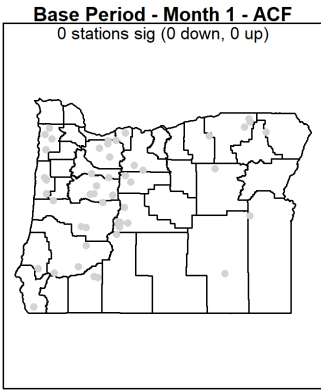 Base Period - Month 1 - ACF
0 stations sig (0 down, 0 up)